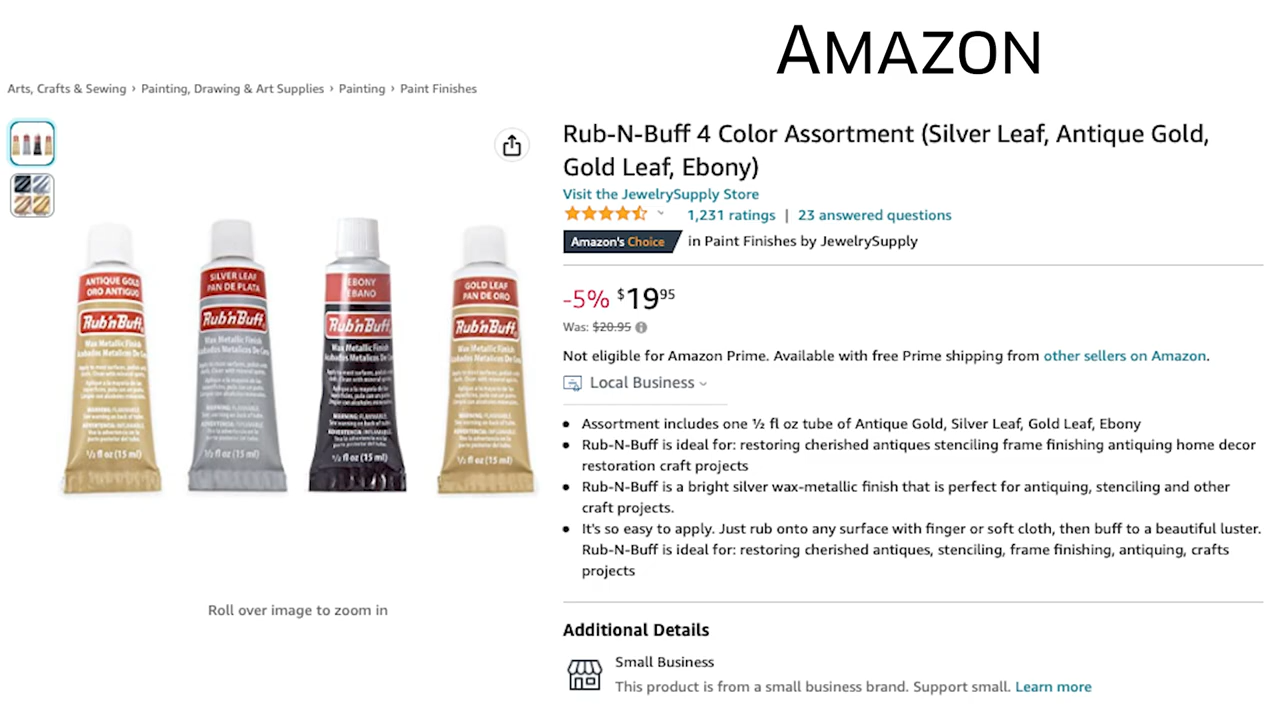 AMAZON
Arts, Crafts & Sewing › Painting, Drawing & Art Supplies › Painting › Paint Finishes
Rub-N-Buff 4 Color Assortment (Silver Leaf, Antique Gold,
Gold Leaf, Ebony)
Visit the JewelrySupply Store
1,231 ratings | 23 answered questions
Amazon's Choice in Paint Finishes by JewelrySupply
-5% $19 95
Was: $20.95
Not eligible for Amazon Prime. Available with free Prime shipping from other sellers on Amazon.
Local Business
• Assortment includes one ½ fl oz tube of Antique Gold, Silver Leaf, Gold Leaf, Ebony
• Rub-N-Buff is ideal for: restoring cherished antiques stenciling frame finishing antiquing home decor
restoration craft projects
• Rub-N-Buff is a bright silver wax-metallic finish that is perfect for antiquing, stenciling and other
craft projects.
• It's so easy to apply. Just rub onto any surface with finger or soft cloth, then buff to a beautiful luster.
Rub-N-Buff is ideal for: restoring cherished antiques, stenciling, frame finishing, antiquing, crafts
projects
Additional Details
Small Business
This product is from a small business brand. Support small. Learn more
ANTIQUE GOLD
ORO ANTIGUO
Rub'nBuff
Wax Metallic Finish
½ fl oz (15 ml)
SILVER LEAF
PAN DE PLATA
Rub'nBuff
Wax Metallic Finish
½ fl oz (15 ml)
EBONY
EBANO
Rub'nBuff
Wax Metallic Finish
½ fl oz (15 ml)
GOLD LEAF
PAN DE ORO
Rub'nBuff
Wax Metallic Finish
½ fl oz (15 ml)
Roll over image to zoom in